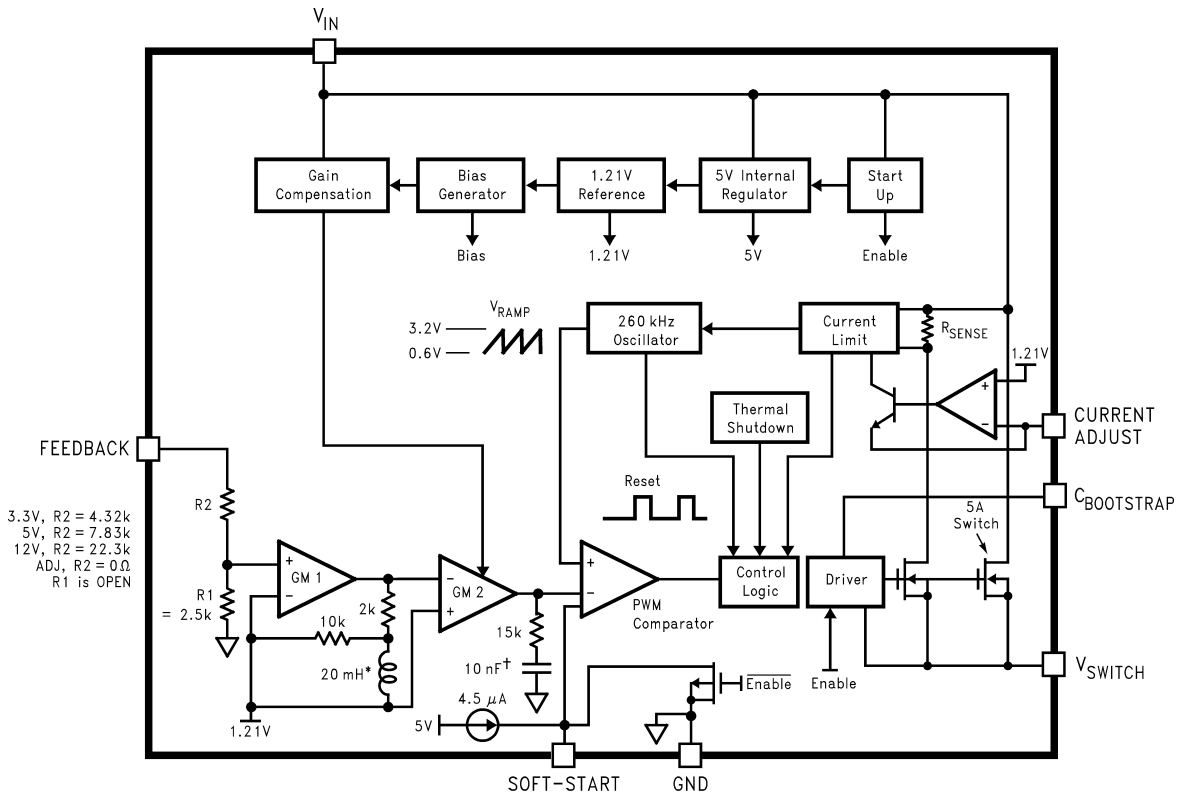 VIN
Gain
Compensation
Bias
Generator
1.21V
Reference
5V Internal
Regulator
Start
Up
Bias
1.21V
5V
Enable
VRAMP
3.2V
0.6V
260 kHz
Oscillator
Current
Limit
RSENSE
1.21V
+
−
Thermal
Shutdown
CURRENT
ADJUST
FEEDBACK
Reset
CBOOTSTRAP
5A
Switch
R2
3.3V, R2 = 4.32k
5V, R2 = 7.83k
12V, R2 = 22.3k
ADJ, R2 = 0Ω
R1 is OPEN
R1
= 2.5k
+
GM 1
−
2k
−
GM 2
+
10k
20 mH*
15k
10 nF†
+
−
PWM
Comparator
Control
Logic
Driver
Enable
Enable
VSWITCH
4.5 μA
5V
1.21V
SOFT-START
GND